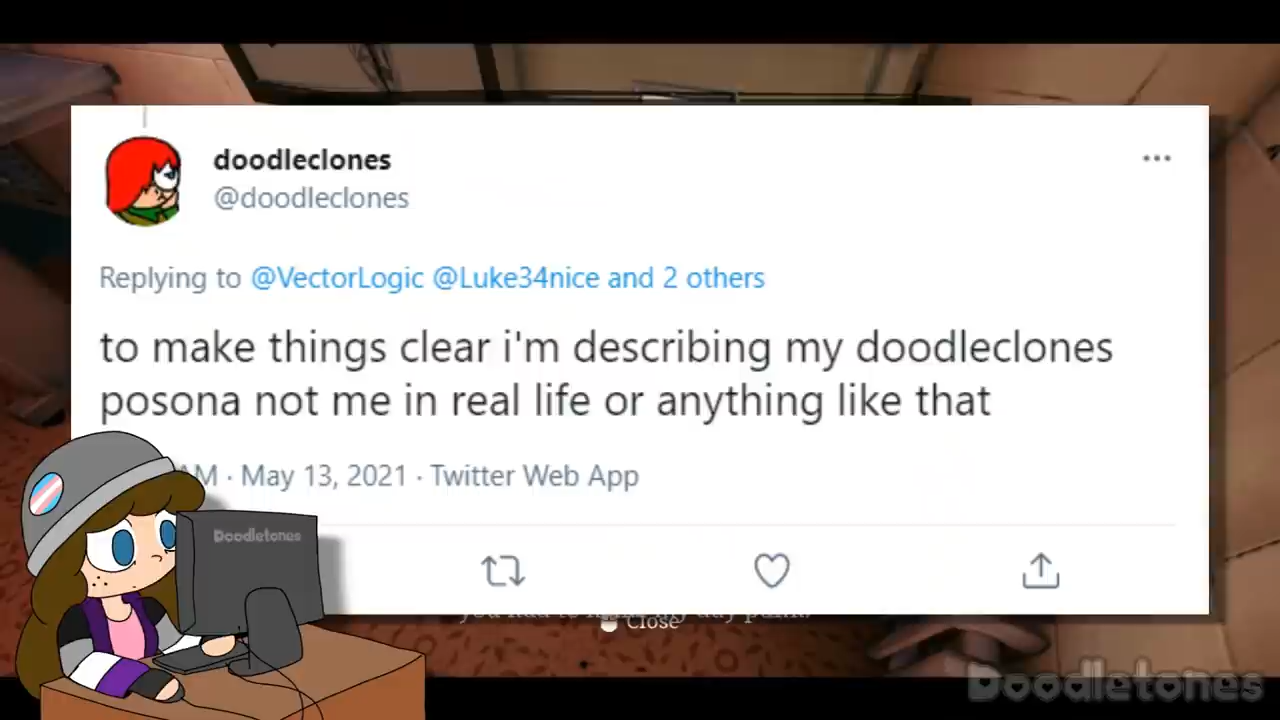 doodleclones
@doodleclones
Replying to @VectorLogic @Luke34nice and 2 others
to make things clear i'm describing my doodleclones
posona not me in real life or anything like that
AM · May 13, 2021 · Twitter Web App
Doodletones
Close
Doodletones